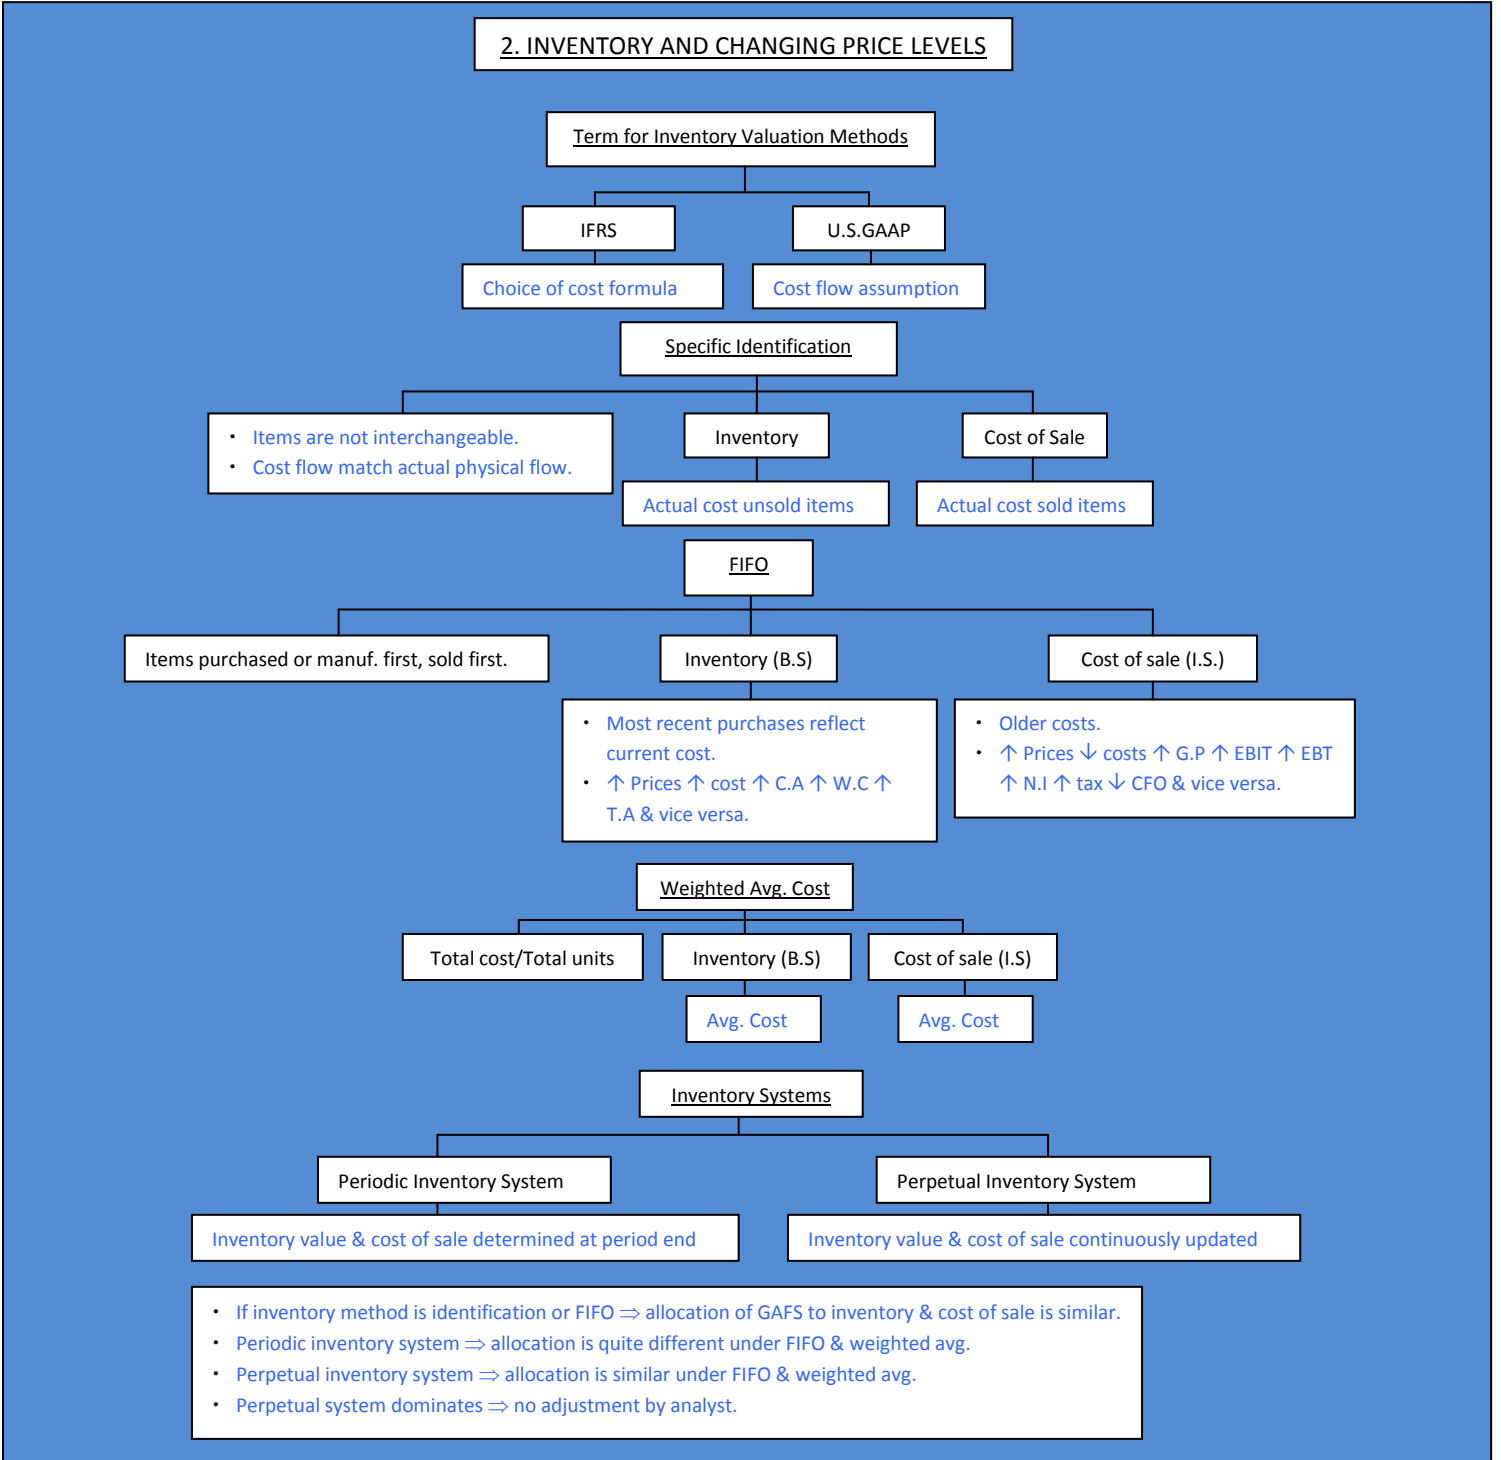 2. INVENTORY AND CHANGING PRICE LEVELS
Term for Inventory Valuation Methods
IFRS
U.S.GAAP
Choice of cost formula
Cost flow assumption
Specific Identification
• Items are not interchangeable.
• Cost flow match actual physical flow.
Inventory
Cost of Sale
Actual cost unsold items
Actual cost sold items
FIFO
Items purchased or manuf. first, sold first.
Inventory (B.S)
Cost of sale (I.S.)
• Most recent purchases reflect
current cost.
• ↑ Prices ↑ cost ↑ C.A ↑ W.C ↑
T.A & vice versa.
• Older costs.
• ↑ Prices ↓ costs ↑ G.P ↑ EBIT ↑ EBT
↑ N.I ↑ tax ↓ CFO & vice versa.
Weighted Avg. Cost
Total cost/Total units
Inventory (B.S)
Cost of sale (I.S)
Avg. Cost
Avg. Cost
Inventory Systems
Periodic Inventory System
Perpetual Inventory System
Inventory value & cost of sale determined at period end
Inventory value & cost of sale continuously updated
• If inventory method is identification or FIFO ⇒ allocation of GAFS to inventory & cost of sale is similar.
• Periodic inventory system ⇒ allocation is quite different under FIFO & weighted avg.
• Perpetual inventory system ⇒ allocation is similar under FIFO & weighted avg.
• Perpetual system dominates ⇒ no adjustment by analyst.